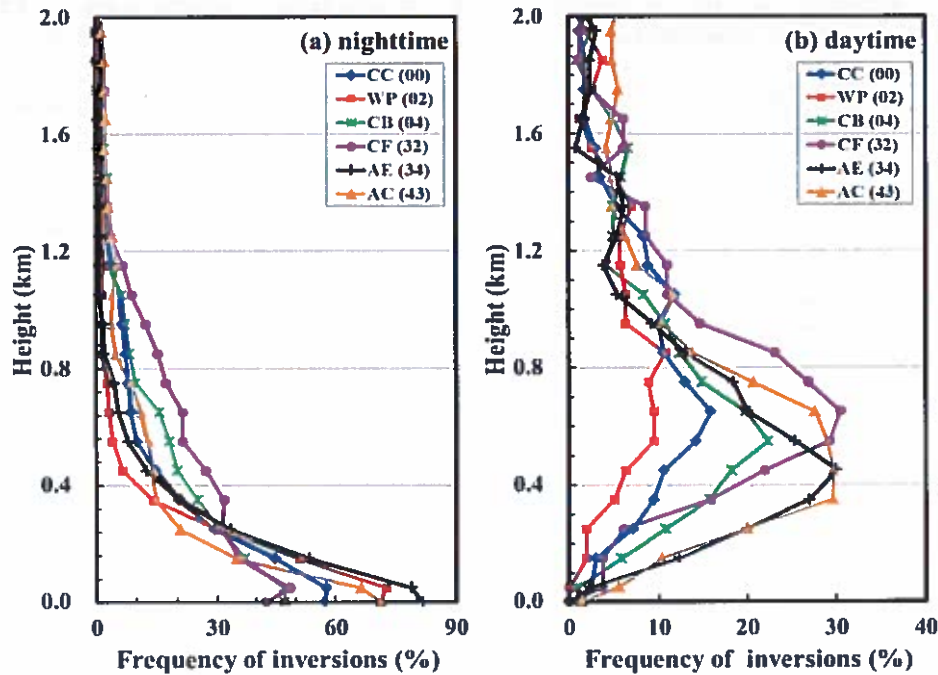 (a) nighttime
CC (00)
WP (02)
CB (04)
CF (32)
AE (34)
AC (43)
2.0
1.6
1.2
0.8
0.4
0.0
Height (km)
0 30 60 90
Frequency of inversions (%)
(b) daytime
CC (00)
WP (02)
CB (04)
CF (32)
AE (34)
AC (43)
2.0
1.6
1.2
0.8
0.4
0.0
Height (km)
0 10 20 30 40
Frequency of inversions (%)